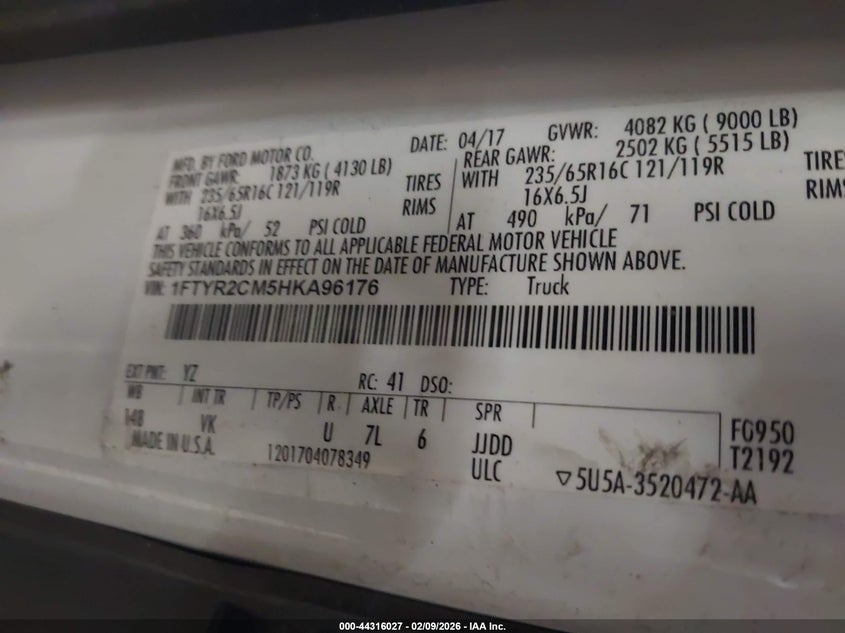 MFD. BY FORD MOTOR CO. DATE: 04/17 GVWR: 4082 KG ( 9000 LB)
FRONT GAWR: 1873 KG ( 4130 LB) REAR GAWR: 2502 KG ( 5515 LB)
WITH 235/65R16C 121/119R TIRES WITH 235/65R16C 121/119R TIRES
16X6.5J RIMS 16X6.5J RIMS
AT 360 kPa/ 52 PSI COLD AT 490 kPa/ 71 PSI COLD
THIS VEHICLE CONFORMS TO ALL APPLICABLE FEDERAL MOTOR VEHICLE
SAFETY STANDARDS IN EFFECT ON THE DATE OF MANUFACTURE SHOWN ABOVE.
VIN: 1FTYR2CM5HKA96176 TYPE: Truck
EXT PNT: YZ RC: 41 DSO:
WB INT TR TP/PS R. AXLE TR SPR
148 VK U 7L 6 JJDD FG950
MADE IN U.S.A. 1201704078349 ULC T2192
▽5U5A-3520472-AA
000-44316027 - 02/09/2026 - IAA Inc.